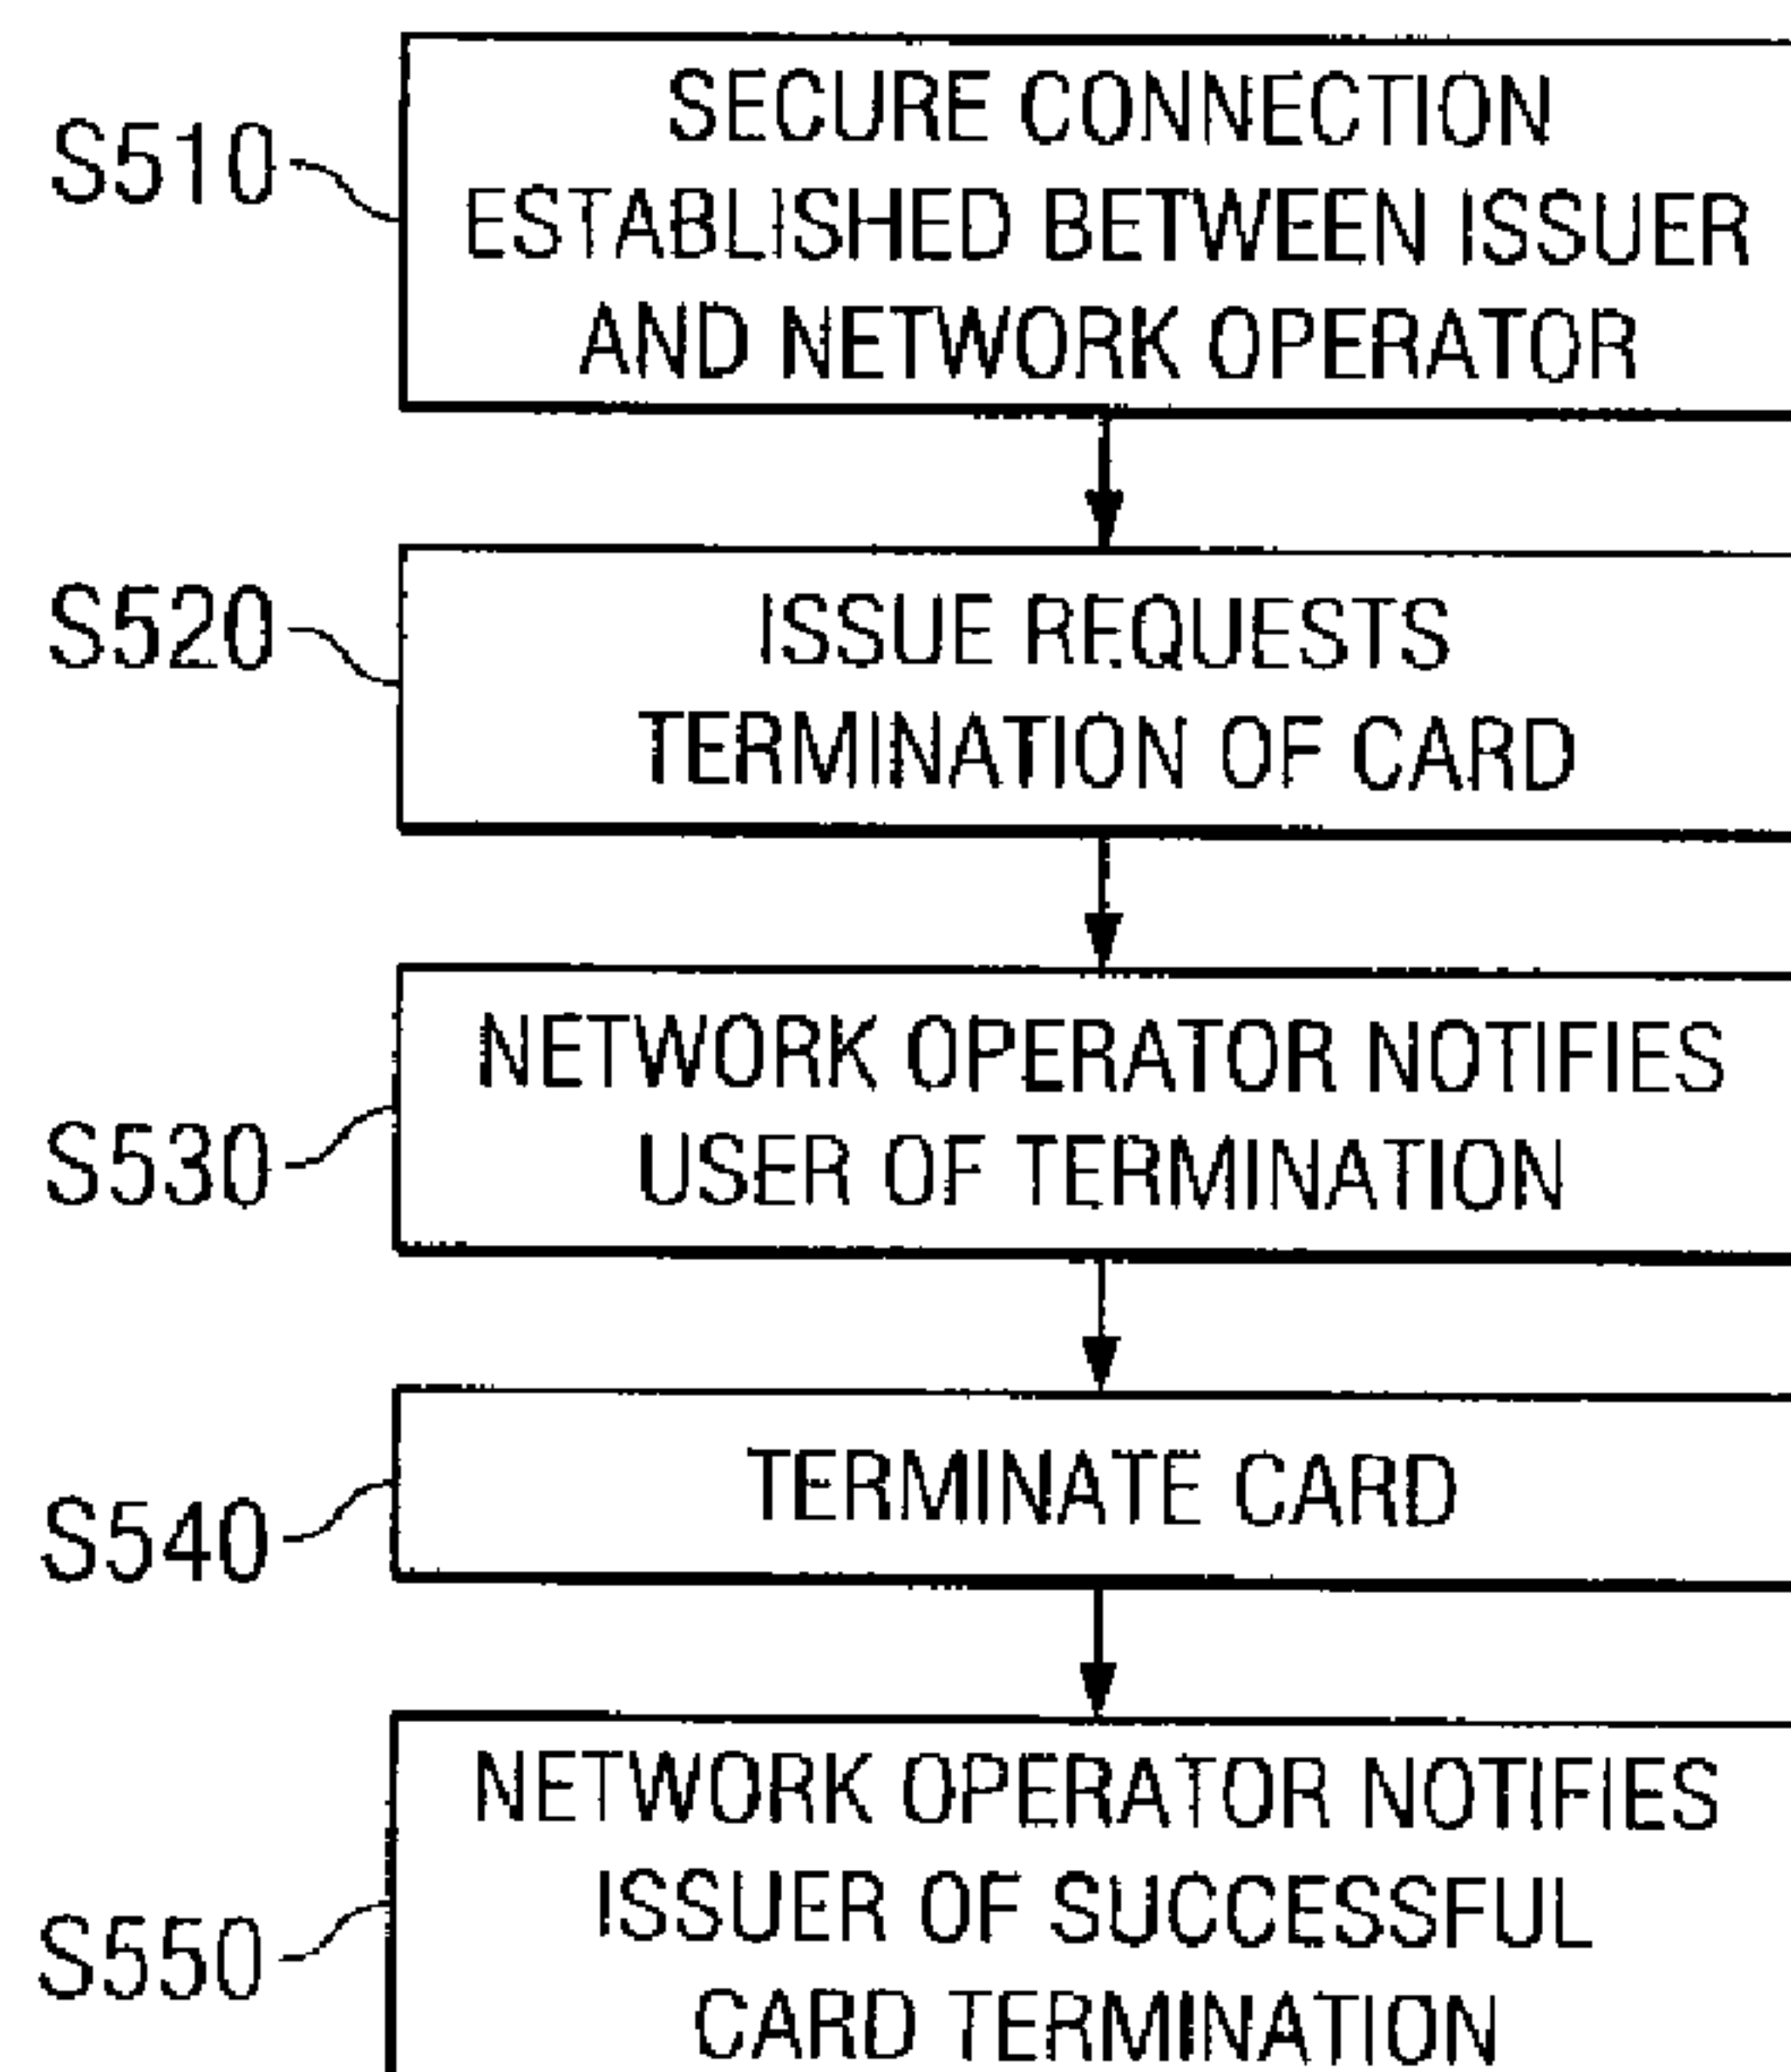 S510
SECURE CONNECTION
ESTABLISHED BETWEEN ISSUER
AND NETWORK OPERATOR
S520
ISSUE REQUESTS
TERMINATION OF CARD
S530
NETWORK OPERATOR NOTIFIES
USER OF TERMINATION
S540
TERMINATE CARD
S550
NETWORK OPERATOR NOTIFIES
ISSUER OF SUCCESSFUL
CARD TERMINATION